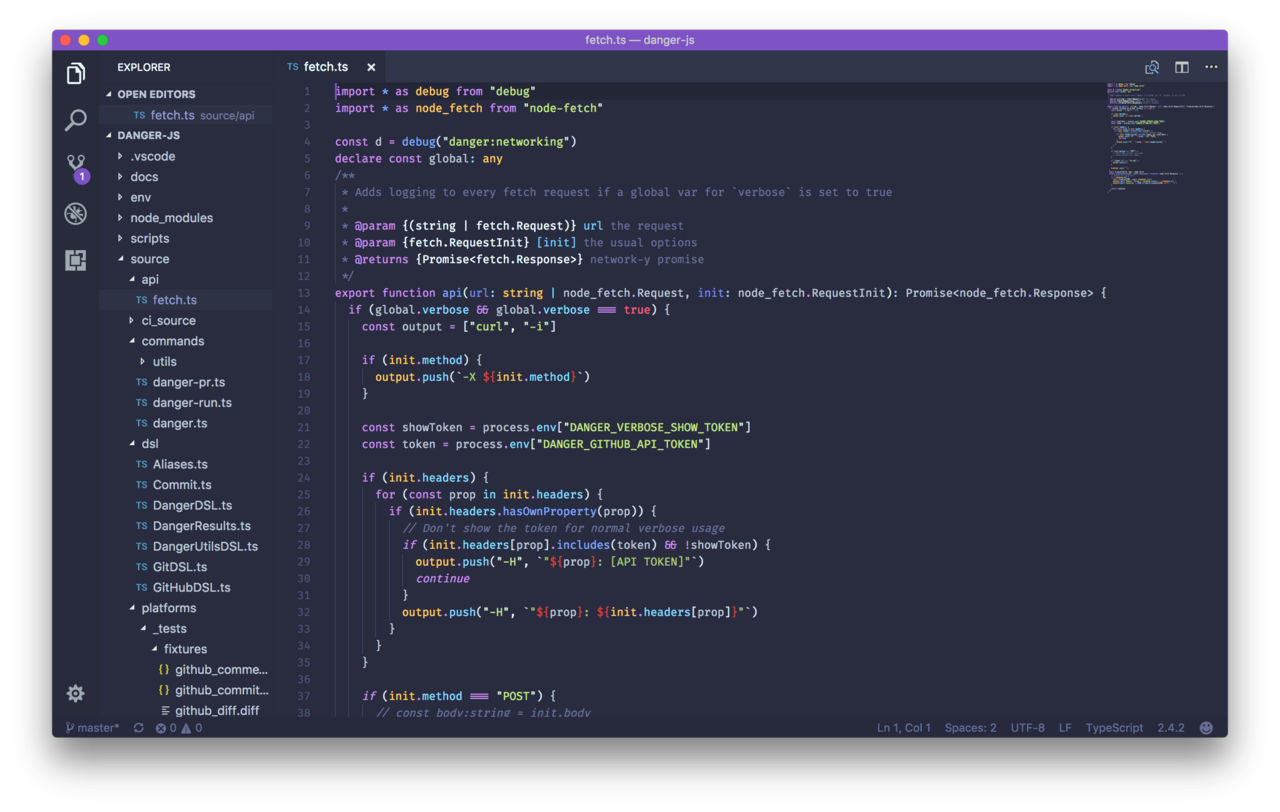 fetch.ts — danger-js
EXPLORER
OPEN EDITORS
TS fetch.ts source/api
DANGER-JS
.vscode
docs
env
node_modules
scripts
source
api
TS fetch.ts
ci_source
commands
utils
TS danger-pr.ts
TS danger-run.ts
TS danger.ts
dsl
TS Aliases.ts
TS Commit.ts
TS DangerDSL.ts
TS DangerResults.ts
TS DangerUtilsDSL.ts
TS GitDSL.ts
TS GitHubDSL.ts
platforms
_tests
fixtures
{} github_comme...
{} github_commit...
github_diff.diff
1
TS fetch.ts ×
1 import * as debug from "debug"
2 import * as node_fetch from "node-fetch"
3
4 const d = debug("danger:networking")
5 declare const global: any
6 /**
7  * Adds logging to every fetch request if a global var for `verbose` is set to true
8  *
9  * @param {(string | fetch.Request)} url the request
10  * @param {fetch.RequestInit} [init] the usual options
11  * @returns {Promise<fetch.Response>} network-y promise
12  */
13 export function api(url: string | node_fetch.Request, init: node_fetch.RequestInit): Promise<node_fetch.Response> {
14   if (global.verbose && global.verbose === true) {
15     const output = ["curl", "-i"]
16
17     if (init.method) {
18       output.push(`-X ${init.method}`)
19     }
20
21     const showToken = process.env["DANGER_VERBOSE_SHOW_TOKEN"]
22     const token = process.env["DANGER_GITHUB_API_TOKEN"]
23
24     if (init.headers) {
25       for (const prop in init.headers) {
26         if (init.headers.hasOwnProperty(prop)) {
27           // Don't show the token for normal verbose usage
28           if (init.headers[prop].includes(token) && !showToken) {
29             output.push("-H", `"${prop}: [API TOKEN]"`)
30             continue
31           }
32           output.push("-H", `"${prop}: ${init.headers[prop]}"`)
33         }
34       }
35     }
36
37     if (init.method === "POST") {
38       // const body:string = init.body
master* 0 0
Ln 1, Col 1 Spaces: 2 UTF-8 LF TypeScript 2.4.2